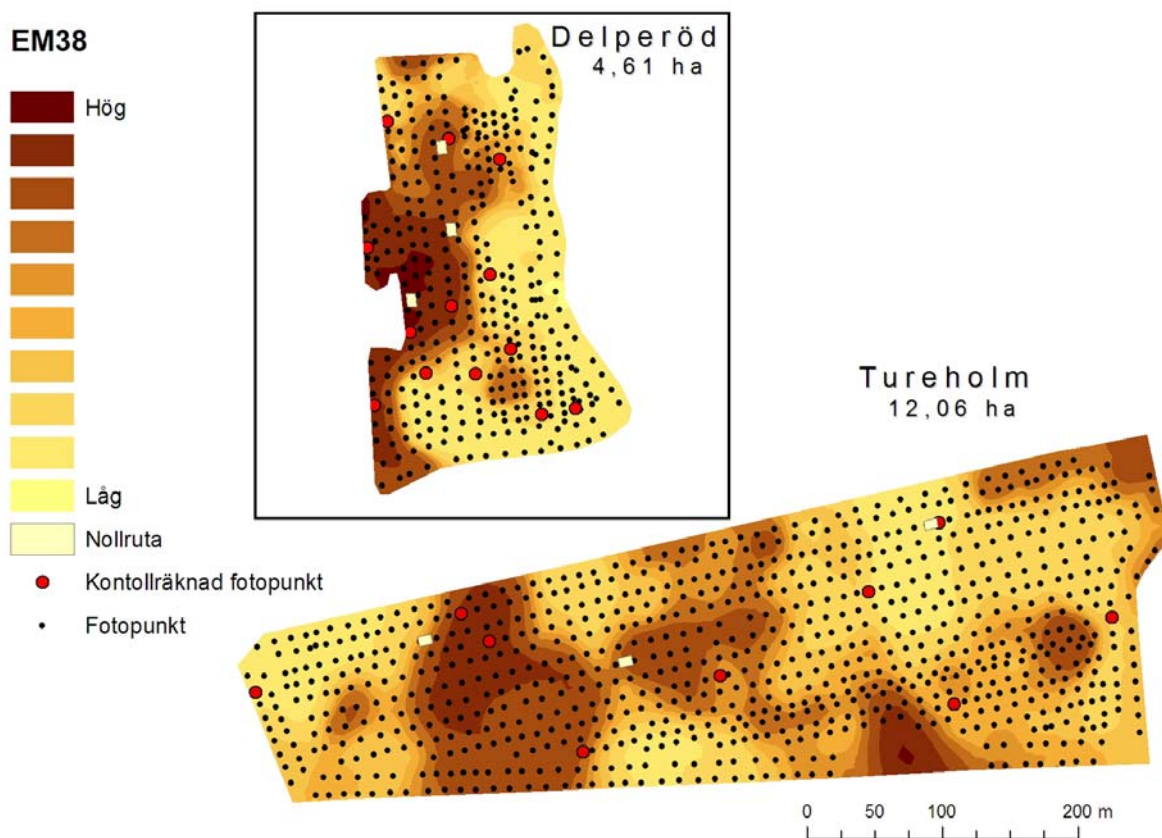 EM38
Hög
Låg
Nollruta
Kontollräknad fotopunkt
Fotopunkt
Delperöd
4,61 ha
Tureholm
12,06 ha
0 50 100 200 m